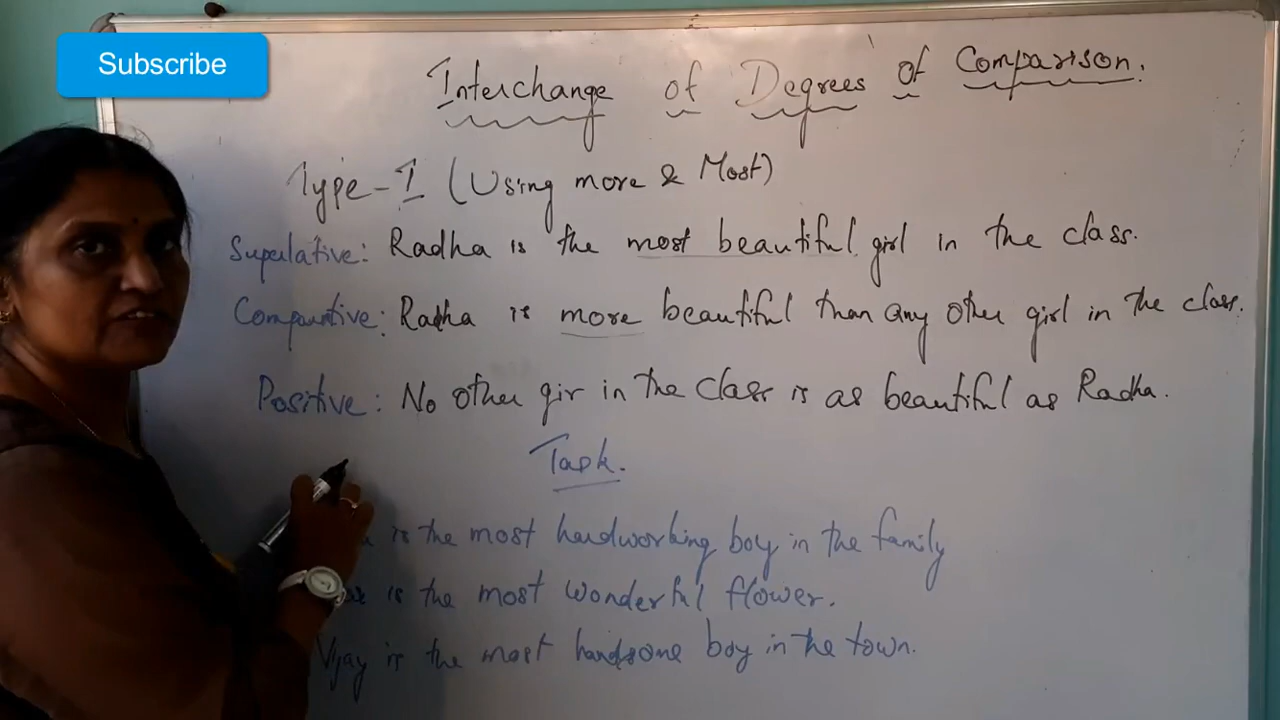 Subscribe
Interchange of Degrees of Comparison.
Type-I (Using more & Most)
Superlative: Radha is the most beautiful girl in the class.
Comparative: Radha is more beautiful than any other girl in the class.
Positive: No other gir in the class is as beautiful as Radha.
Task.
is the most hardworking boy in the family
is the most wonderful flower.
Vijay is the most handsome boy in the town.